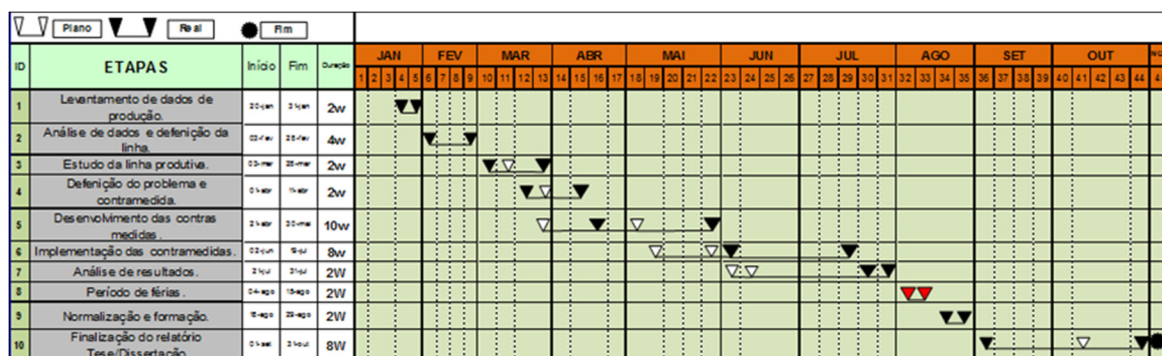 Plano Real Fim
JAN FEV MAR ABR MAI JUN JUL AGO SET OUT
ID ETAPAS Início Fim Duração 1 2 3 4 5 6 7 8 9 10 11 12 13 14 15 16 17 18 19 20 21 22 23 24 25 26 27 28 29 30 31 32 33 34 35 36 37 38 39 40 41 42 43 44
1 Levantamento de dados de 20-jan 31-jan 2w
produção.
2 Análise de dados e defenição da 4w
linha.
3 Estudo da linha produtiva. 2w
4 Defenição do problema e 2w
contramedida.
5 Desenvolvimento das contras 10w
medidas.
6 Implementação das contramedidas. 8w
7 Análise de resultados. 2W
8 Período de férias. 2W
9 Normalização e formação. 2W
10 Finalização do relatório 8W
Tese/Dissertação